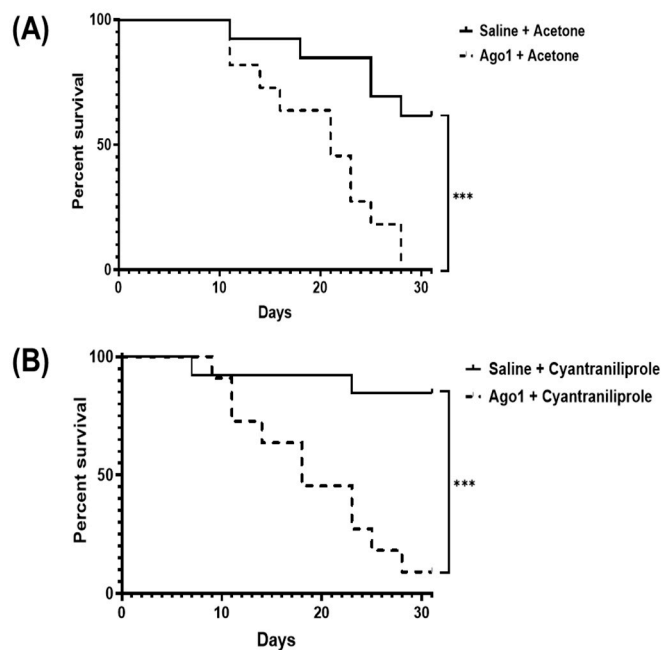 (A)
Percent survival
100
50
0
0 10 20 30
Days
Saline + Acetone
Ago1 + Acetone
***
(B)
Percent survival
100
50
0
0 10 20 30
Days
Saline + Cyantraniliprole
Ago1 + Cyantraniliprole
***